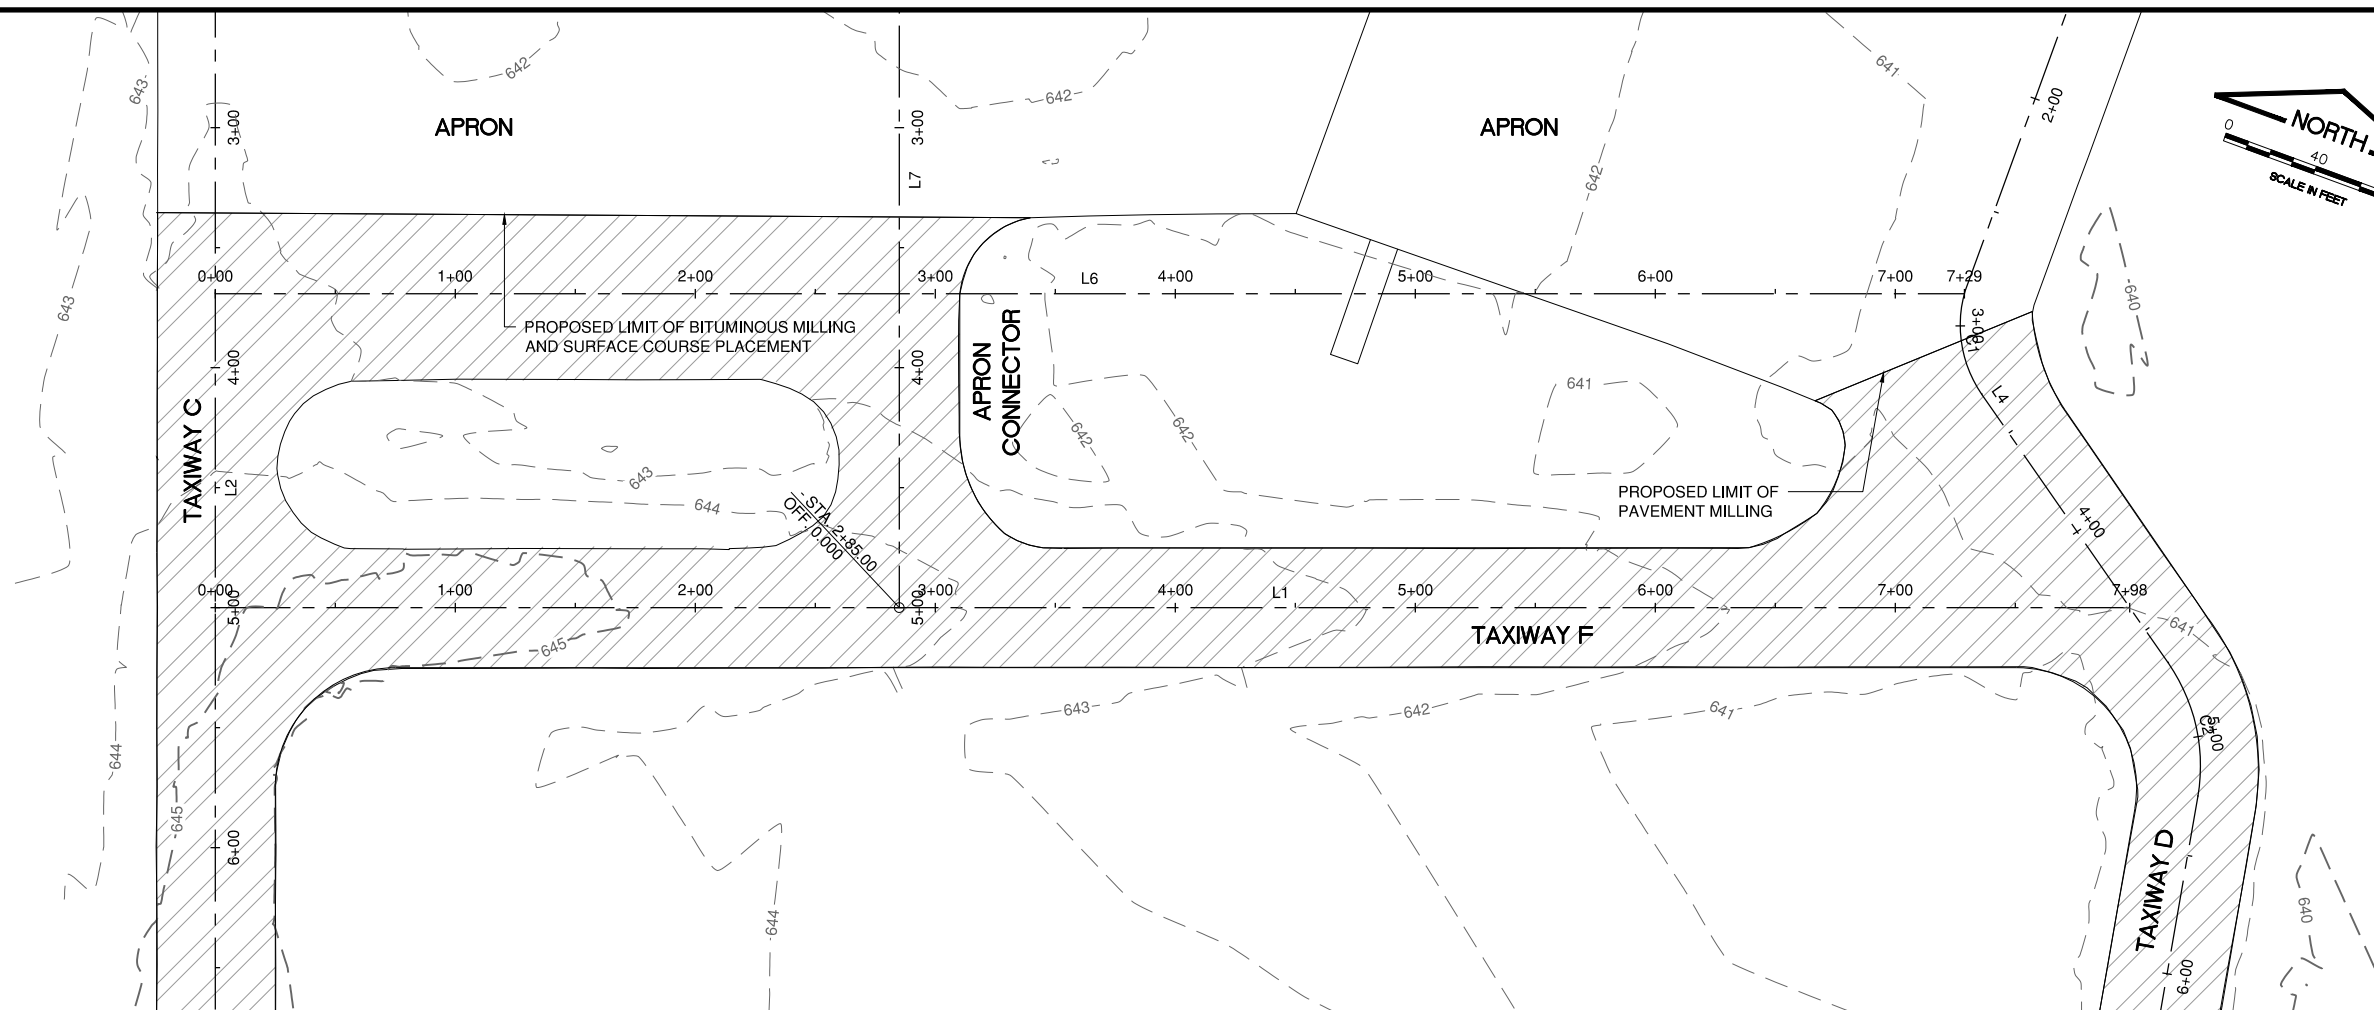 642
642
641
643
2+00
APRON
APRON
3+00
3+00
L7
642
NORTH
0
40
SCALE IN FEET
0+00
1+00
2+00
3+00
L6
4+00
5+00
6+00
7+00
7+29
640
643
PROPOSED LIMIT OF BITUMINOUS MILLING
AND SURFACE COURSE PLACEMENT
3+00
C1
4+00
4+00
APRON
CONNECTOR
641
L4
TAXIWAY C
L2
642
642
643
644
PROPOSED LIMIT OF
PAVEMENT MILLING
STA. 2+85.00
OFF. 0.000
4+00
0+00
1+00
2+00
3+00
4+00
L1
5+00
6+00
7+00
7+98
5+00
5+00
645
TAXIWAY F
641
643
642
641
5+00
C2
644
645
6+00
TAXIWAY D
644
640
6+00